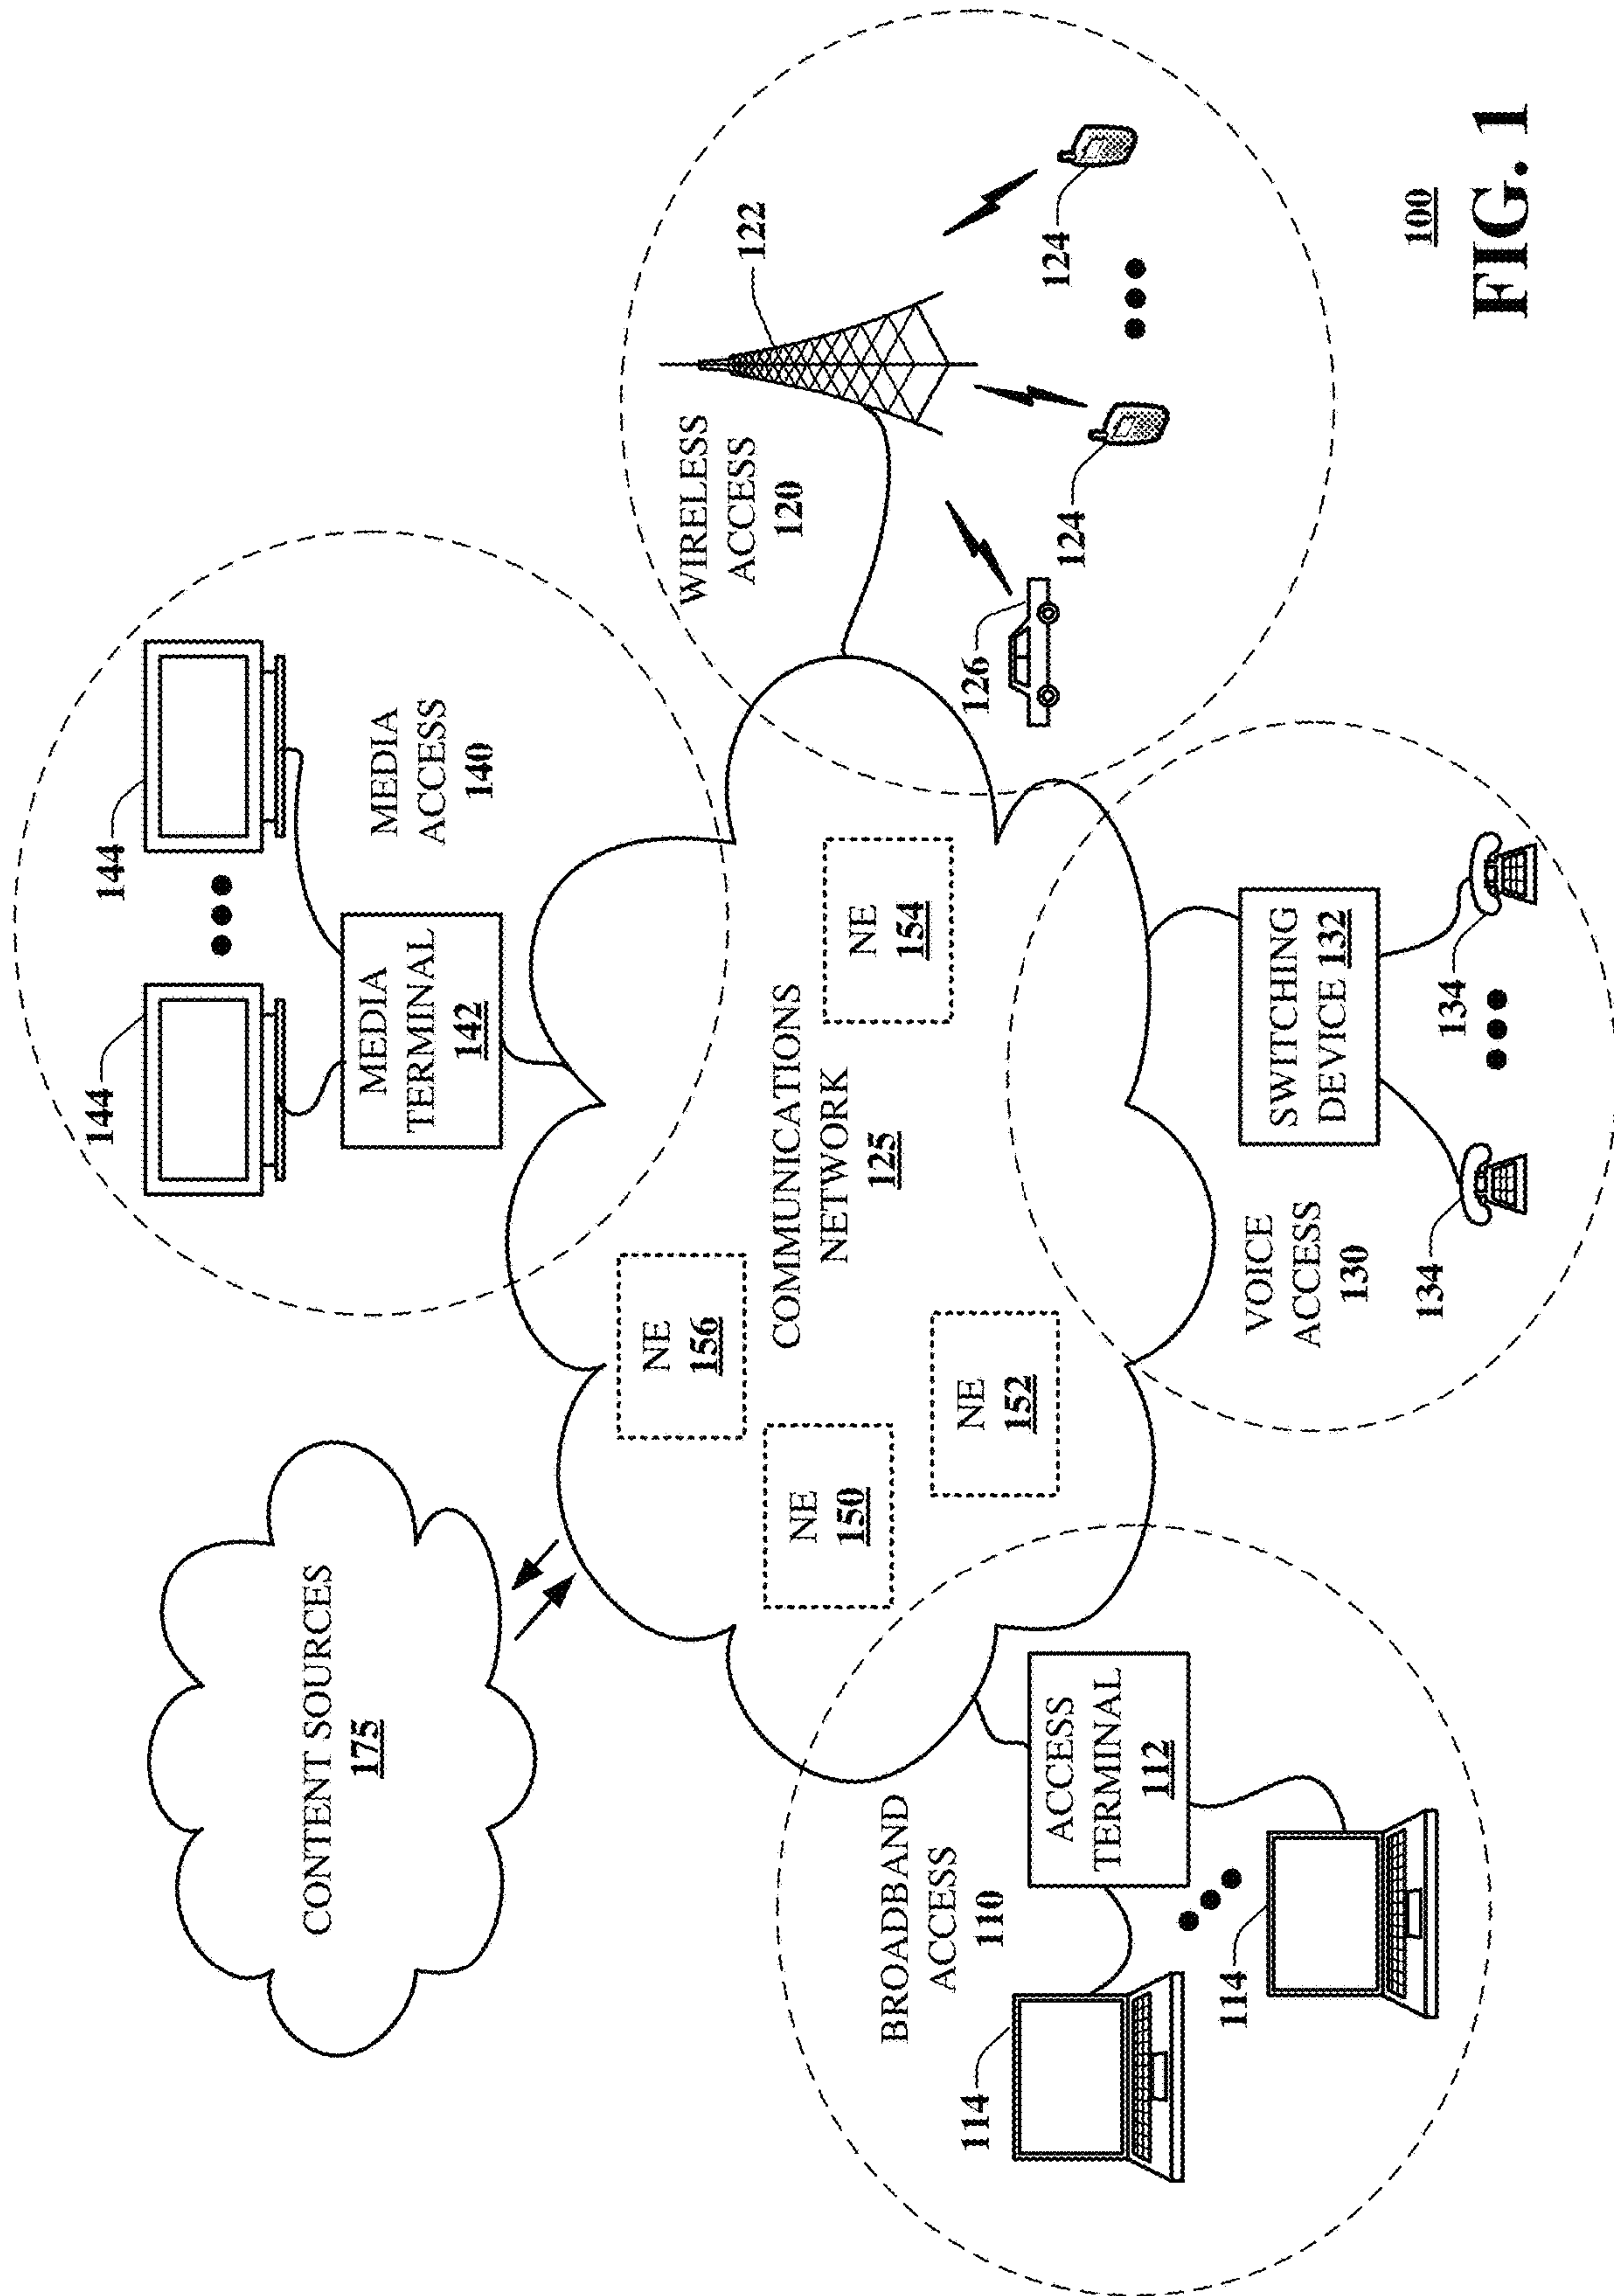 CONTENT SOURCES
175
144
144
MEDIA
TERMINAL
142
MEDIA
ACCESS
140
NE
156
NE
150
NE
152
COMMUNICATIONS
NETWORK
125
NE
154
WIRELESS
ACCESS
120
122
126
124
124
BROADBAND
ACCESS
110
ACCESS
TERMINAL
112
114
114
VOICE
ACCESS
130
SWITCHING
DEVICE 132
134
134
100
FIG. 1